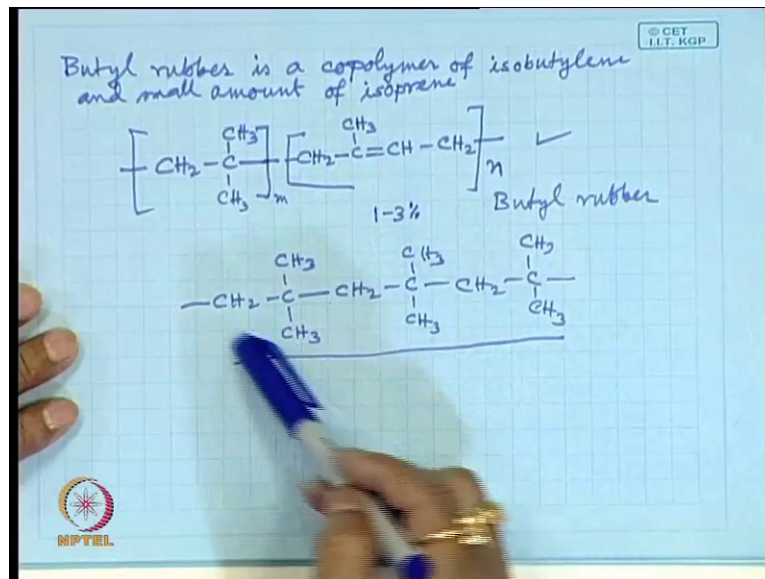 © CET
I.I.T. KGP
Butyl rubber is a copolymer of isobutylene
and small amount of isoprene
CH3 CH3
CH2 – C CH2 – C = CH – CH2 n ✓
CH3 m
1-3% Butyl rubber
CH3 CH3 CH3
— CH2 – C — CH2 – C – CH2 – C —
CH3 CH3 CH3
NPTEL